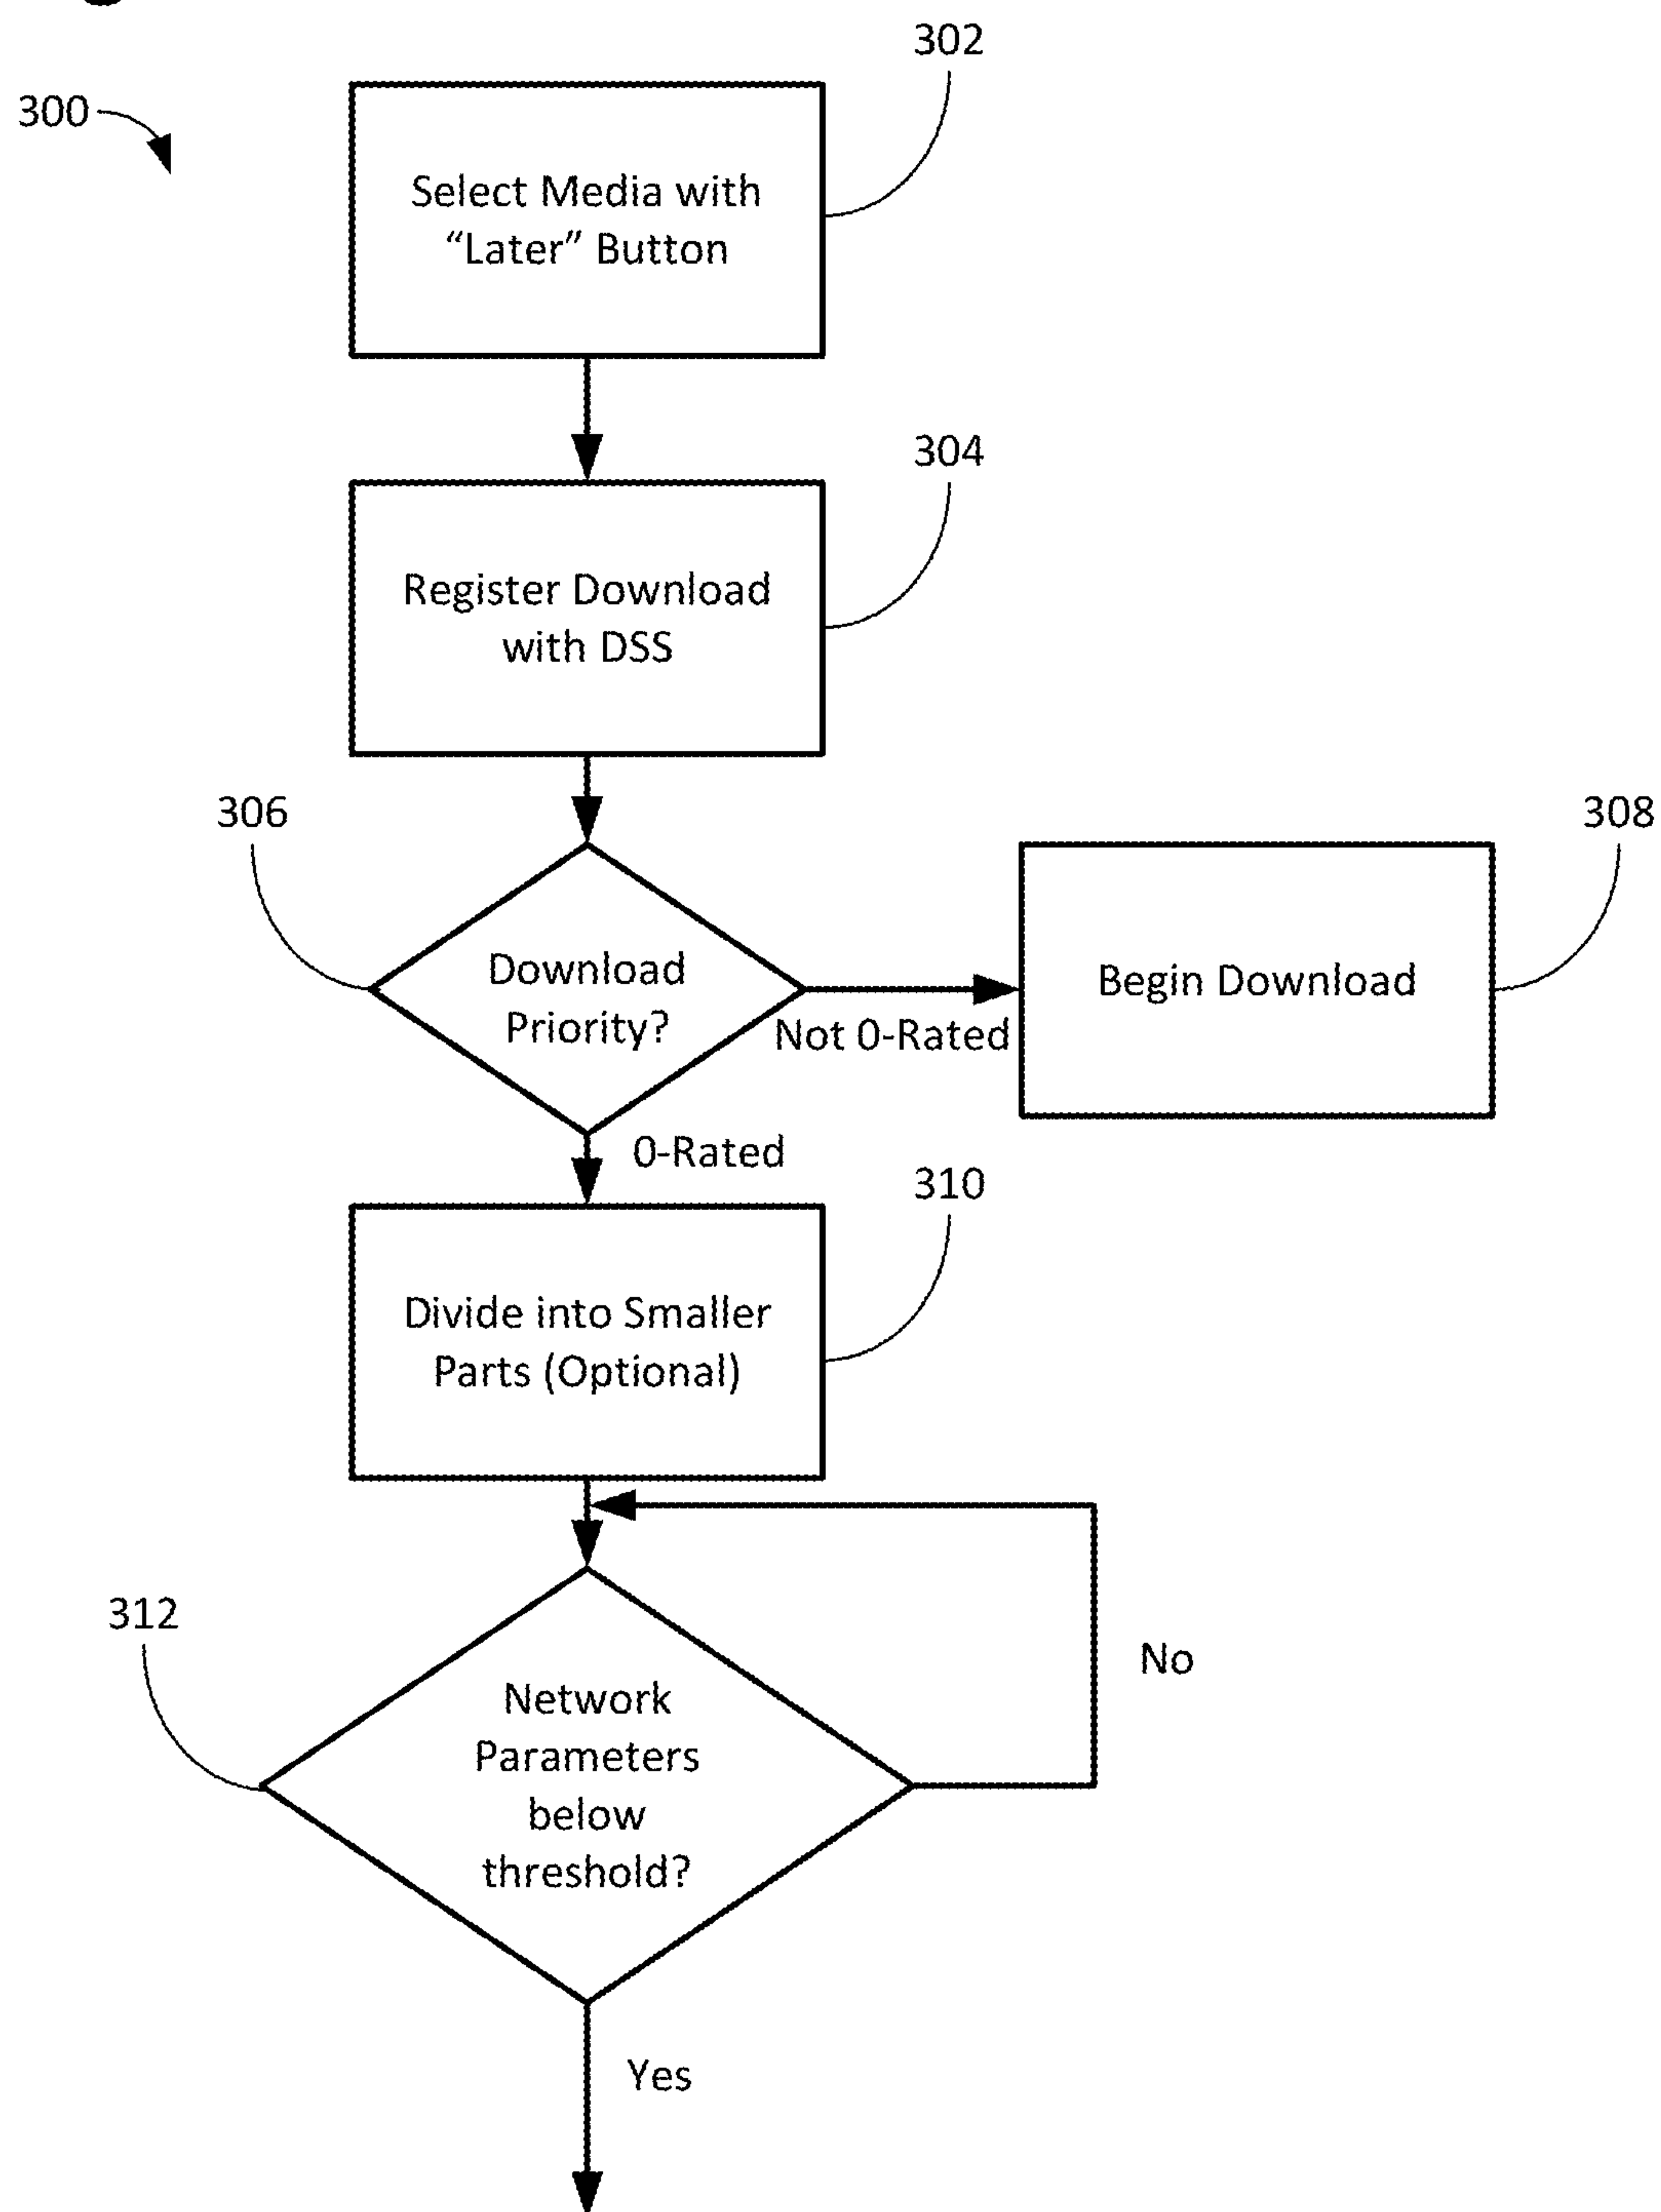 302
300
Select Media with
“Later” Button
304
Register Download
with DSS
306
308
Download
Priority?
Begin Download
Not 0-Rated
0-Rated
310
Divide into Smaller
Parts (Optional)
312
No
Network
Parameters
below
threshold?
Yes